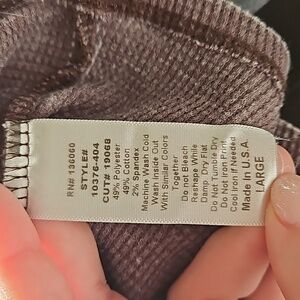 RN# 136060
STYLE#
10376-404
CUT# 19068
49% Polyester
49% Cotton
2% Spandex
Machine Wash Cold
Wash Inside Out
With Similar Colors
Together
Do not Bleach
Reshape While
Damp Dry Flat
Do Not Tumble Dry
Do Not Iron Print
Cool Iron if Needed
Made in U.S.A.
LARGE